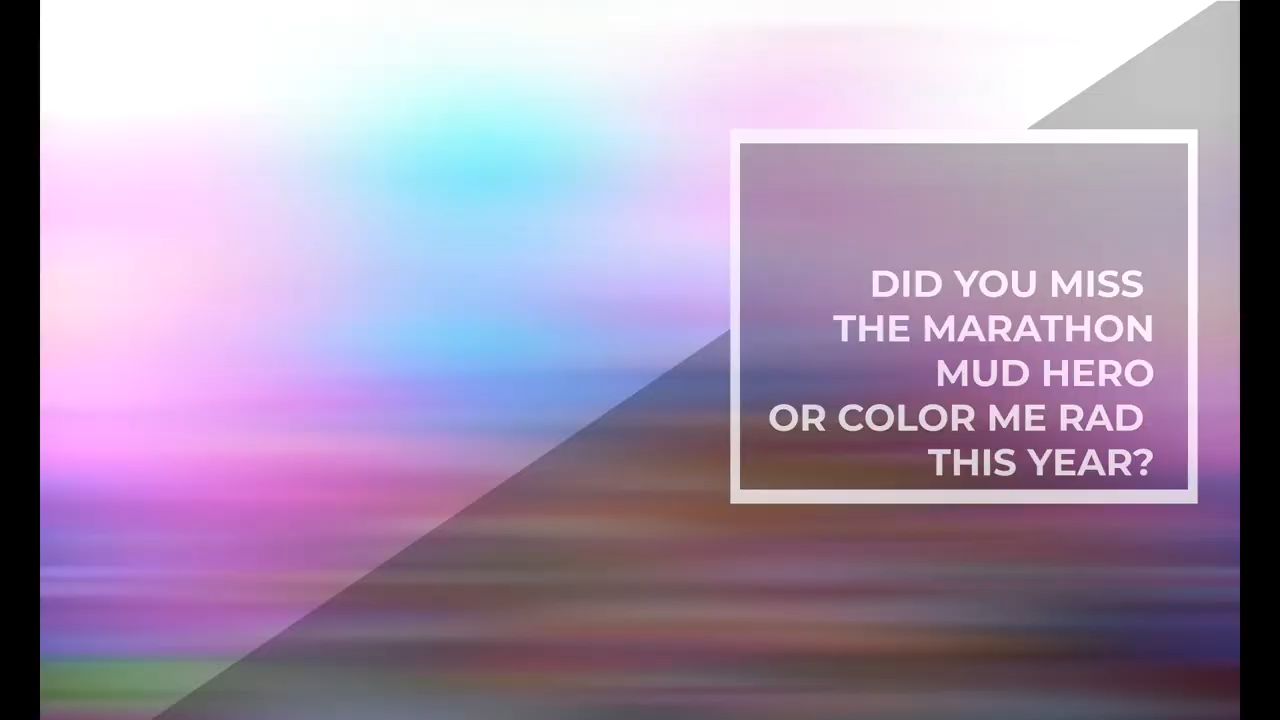 DID YOU MISS
THE MARATHON
MUD HERO
OR COLOR ME RAD
THIS YEAR?